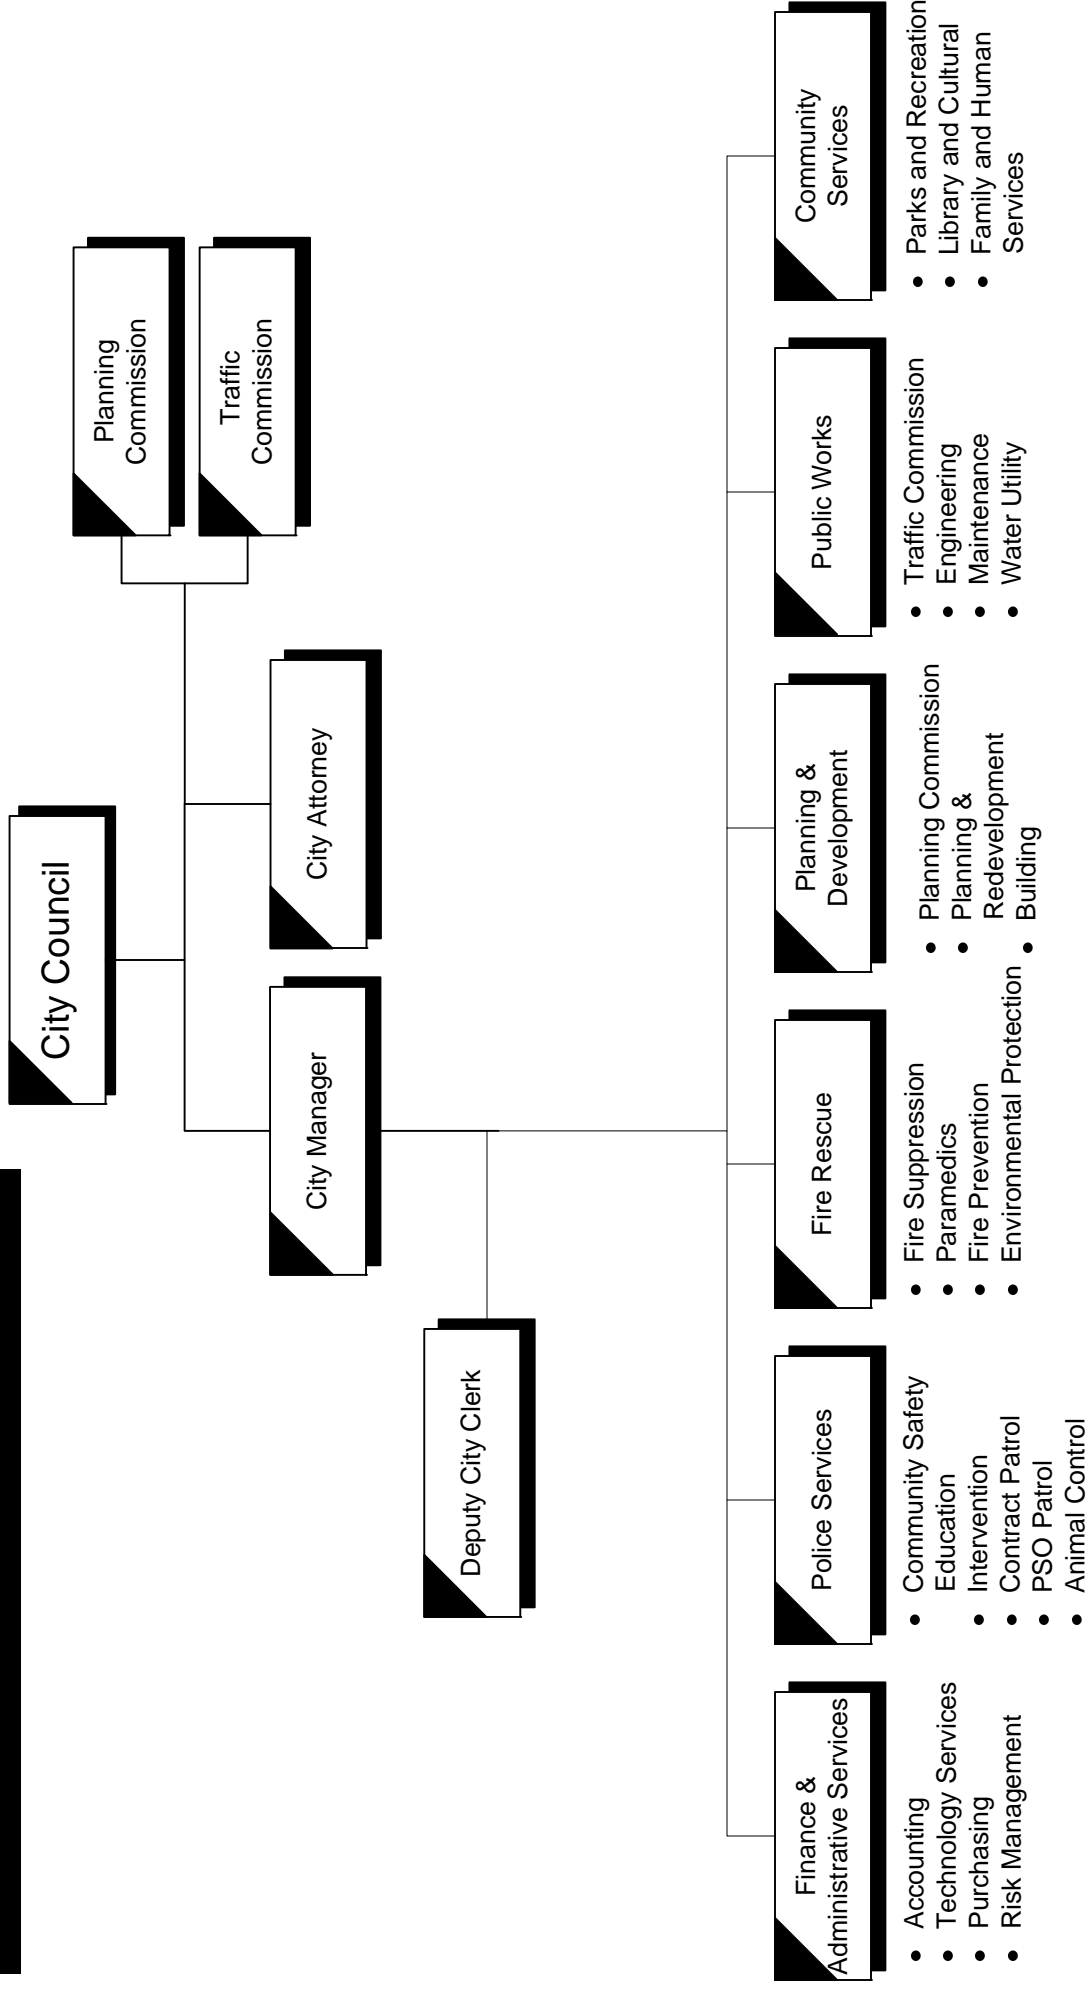 City Council
Planning
Commission
Traffic
Commission
City Manager
City Attorney
Deputy City Clerk
Finance &
Administrative Services
• Accounting
• Technology Services
• Purchasing
• Risk Management
Police Services
• Community Safety
Education
• Intervention
• Contract Patrol
• PSO Patrol
• Animal Control
Fire Rescue
• Fire Suppression
• Paramedics
• Fire Prevention
• Environmental Protection
Planning &
Development
• Planning Commission
• Planning &
Redevelopment
• Building
Public Works
• Traffic Commission
• Engineering
• Maintenance
• Water Utility
Community
Services
• Parks and Recreation
• Library and Cultural
• Family and Human
Services